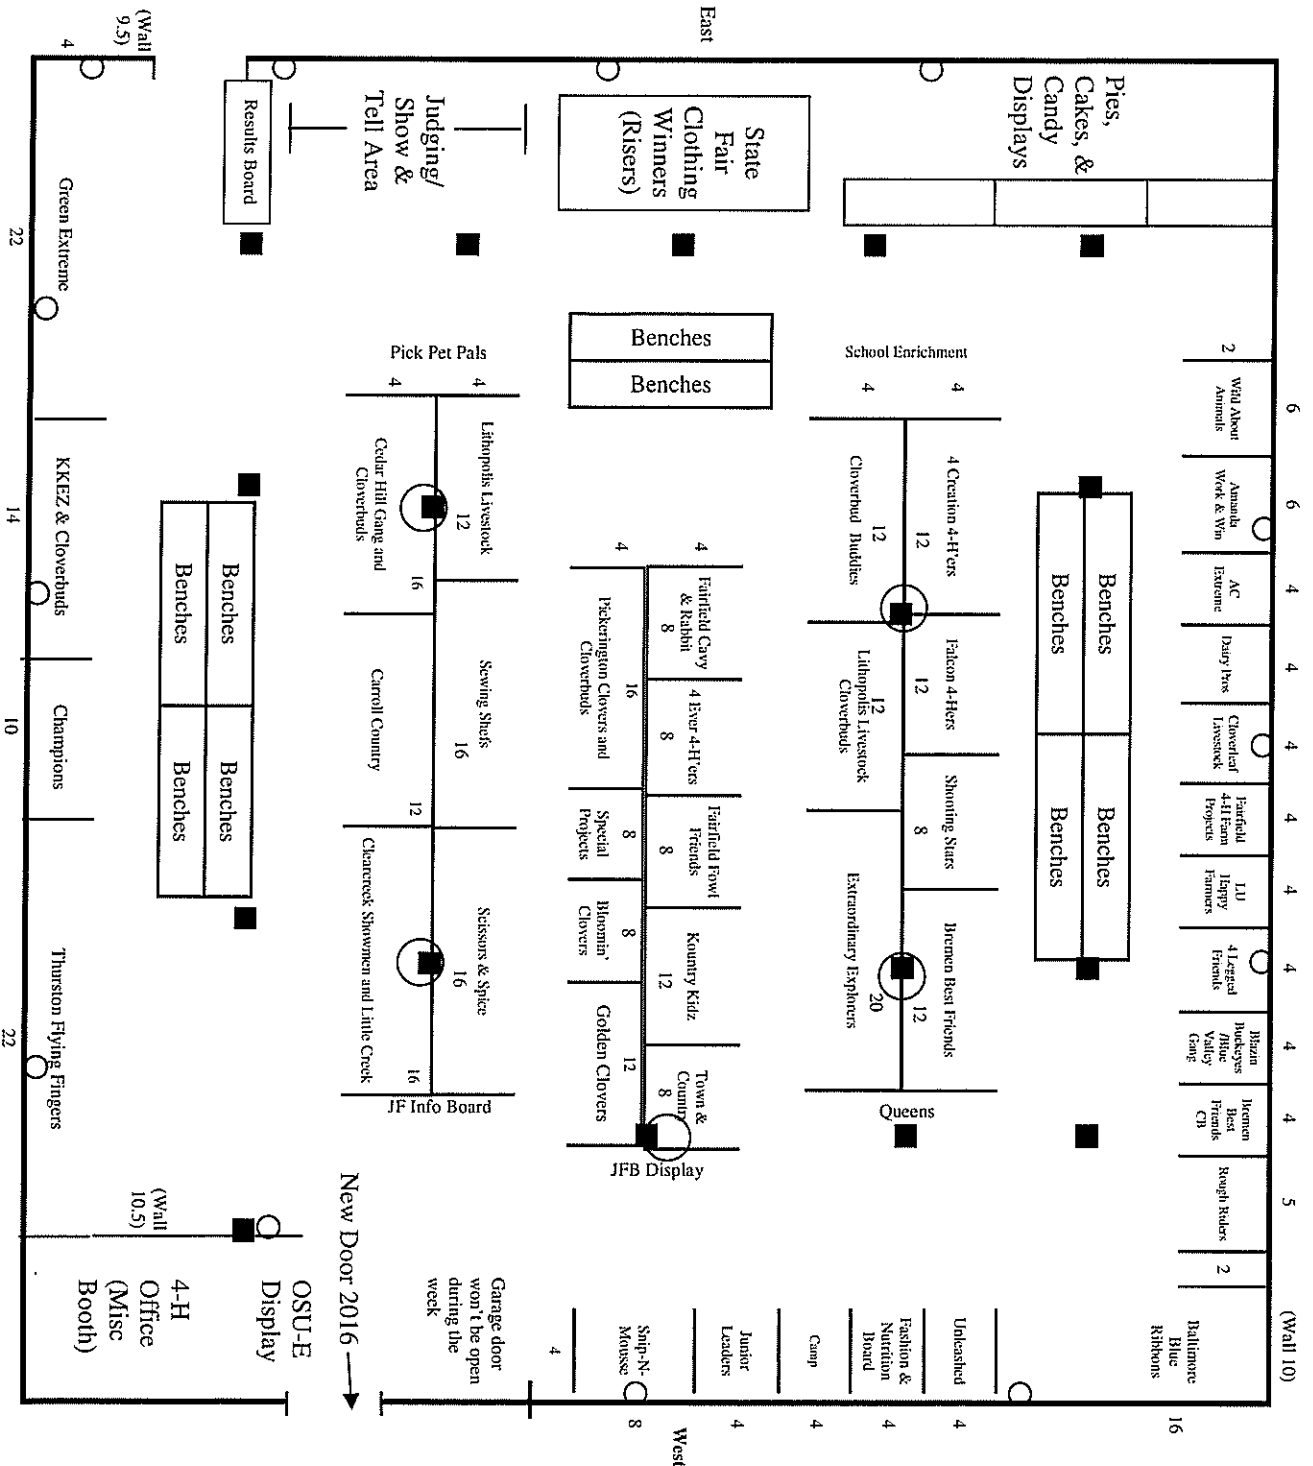 East
(Wall
9.5)
4
Pies,
Cakes, &
Candy
Displays
State
Fair
Clothing
Winners
(Risers)
Judging/
Show &
Tell Area
Results Board
Green Extreme
22
KKEZ & Cloverbuds
14
Champions
10
Thurston Flying Fingers
22
(Wall
10.5)
4-H
Office
(Misc
Booth)
OSU-E
Display
New Door 2016
Garage door
won't be open
during the
week
Benches
Benches
Benches
Benches
Pick Pet Pals
4
4
Lithopolis Livestock
12
Cedar Hill Gang and
Cloverbuds
16
Sewing Shefs
16
Carroll Country
12
Scissors & Spice
16
Clearcreek Showmen and Little Creek
16
JF Info Board
Benches
Benches
4
4
Fairfield Cavy
& Rabbit
8
4 Ever 4-H'ers
8
Fairfield Fowl
Friends
8
Kountry Kidz
12
Town &
Country
8
Pickerington Clovers and
Cloverbuds
16
Special
Projects
8
Bloomin'
Clovers
8
Golden Clovers
12
JFB Display
School Enrichment
4
4
4 Creation 4-H'ers
12
Falcon 4-Hers
12
Shooting Stars
8
Bremen Best Friends
12
Cloverbud Buddies
12
Lithopolis Livestock
Cloverbuds
12
Extraordinary Explorers
20
Queens
Benches
Benches
Benches
Benches
2
Wild About
Animals
6
Amanda
Work & Win
6
AC
Extreme
4
Dairy Pros
4
Cloverleaf
Livestock
4
Fairfield
4-H Farm
Projects
4
LU
Happy
Farmers
4
4 Legged
Friends
4
Blazin
Buckeyes
/Blue
Valley
Gang
4
Bremen
Best
Friends
CB
4
Rough Riders
5
2
(Wall 10)
Baltimore
Blue
Ribbons
16
Unleashed
4
Fashion &
Nutrition
Board
4
Camp
4
Junior
Leaders
4
Snip-N-
Mousse
8
4
West